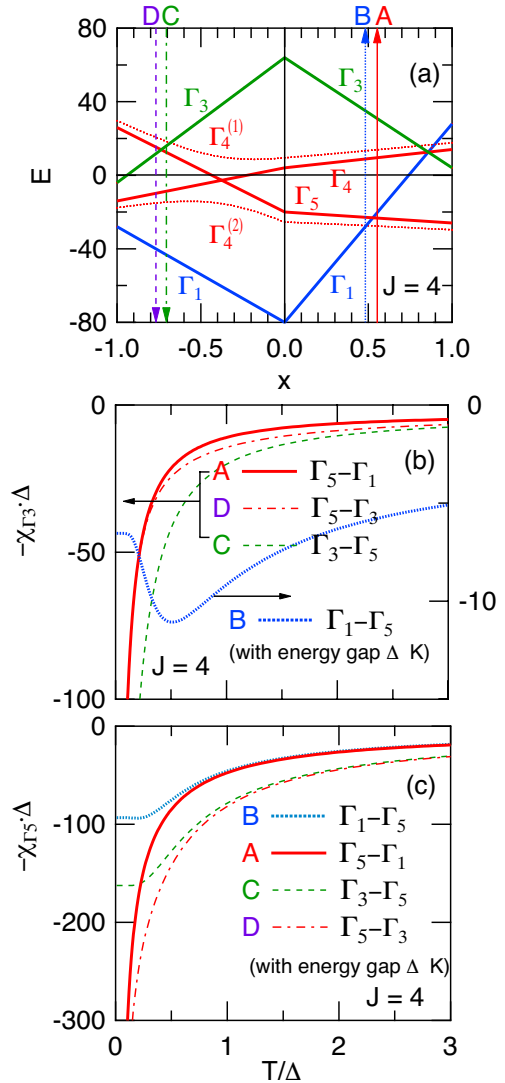 D C B A
80
40
0
-40
-80
E
(a)
Γ3
Γ3
Γ4(1)
Γ4
Γ5
Γ4(2)
Γ1
Γ1
J = 4
-1.0 -0.5 0.0 0.5 1.0
x
0
-50
-100
-χΓ3·Δ
0
-10
(b)
A Γ5–Γ1
D Γ5–Γ3
C Γ3–Γ5
B Γ1–Γ5
(with energy gap Δ K)
J = 4
0
-100
-200
-300
-χΓ5·Δ
(c)
B Γ1–Γ5
A Γ5–Γ1
C Γ3–Γ5
D Γ5–Γ3
(with energy gap Δ K)
J = 4
0 1 2 3
T/Δ